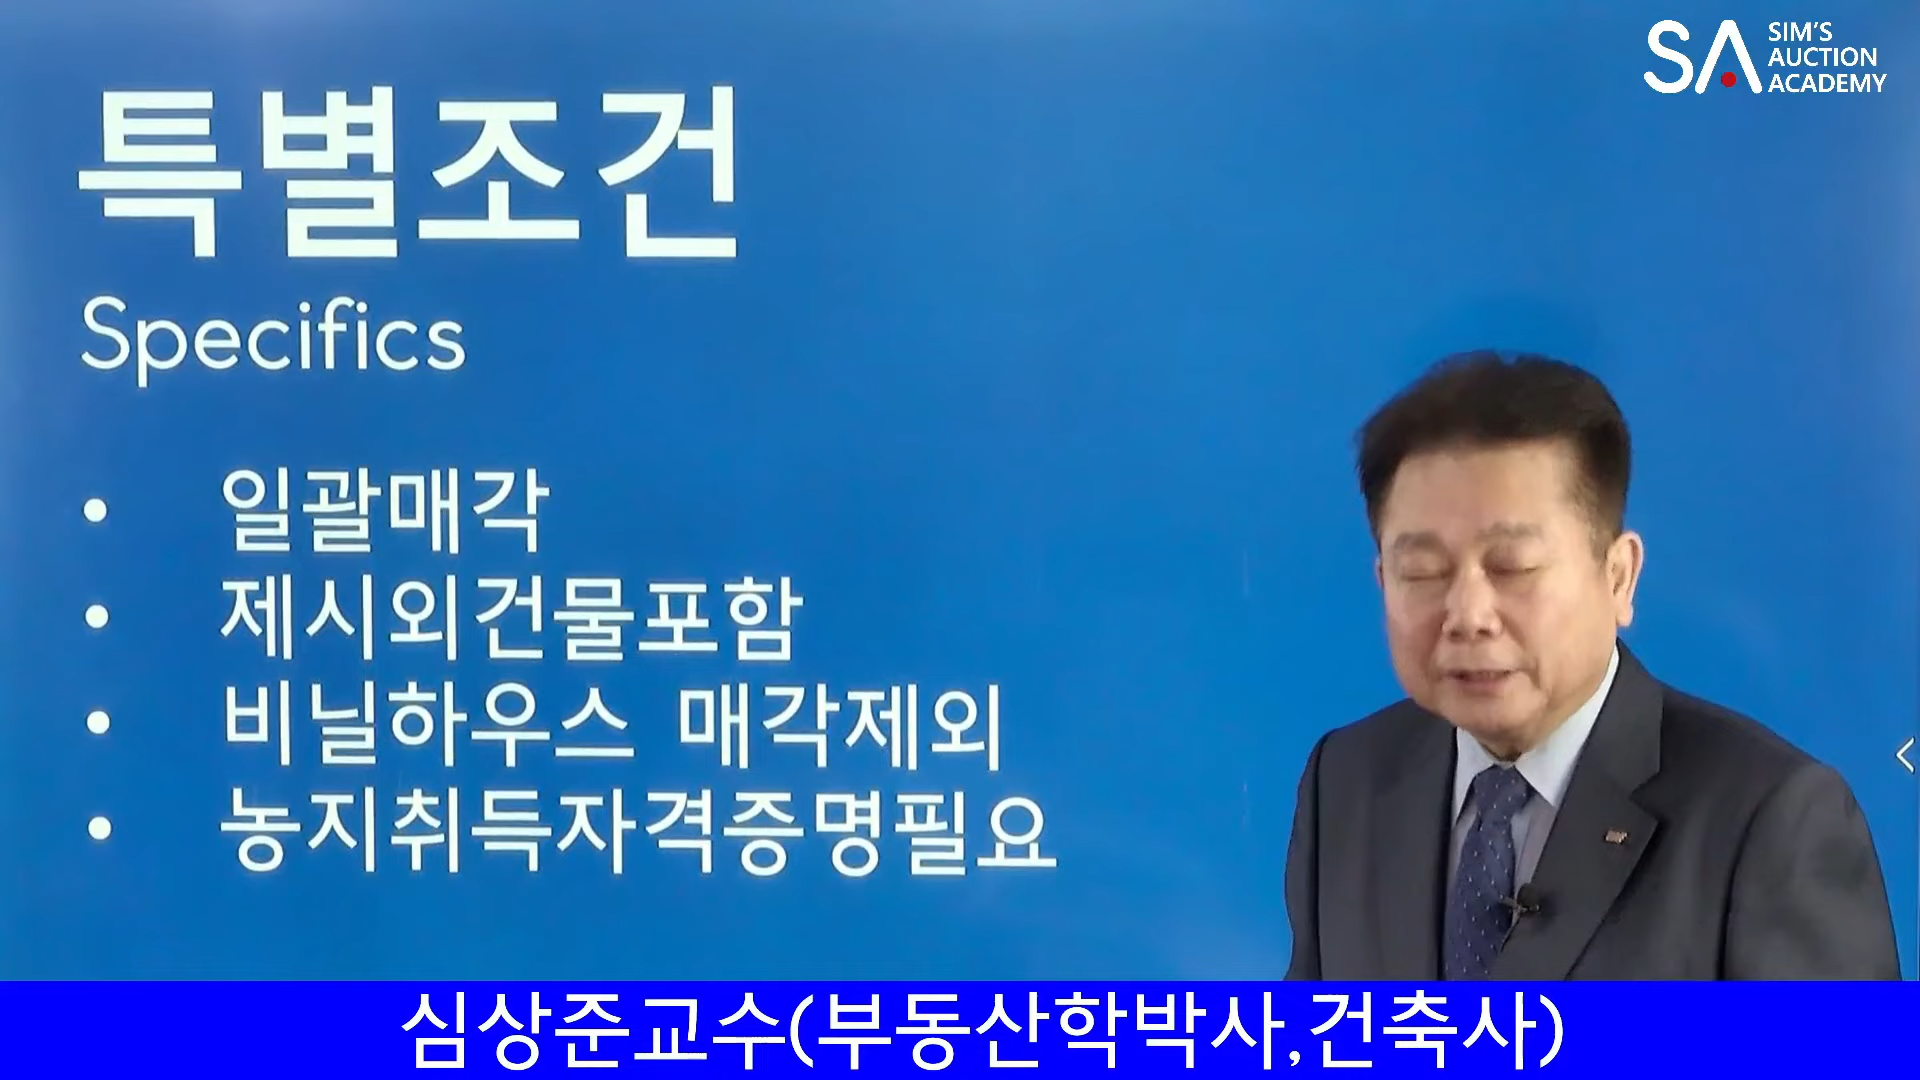 SA SIM'S
AUCTION
ACADEMY
특별조건
Specifics
• 일괄매각
• 제시외건물포함
• 비닐하우스 매각제외
• 농지취득자격증명필요
심상준교수(부동산학박사,건축사)